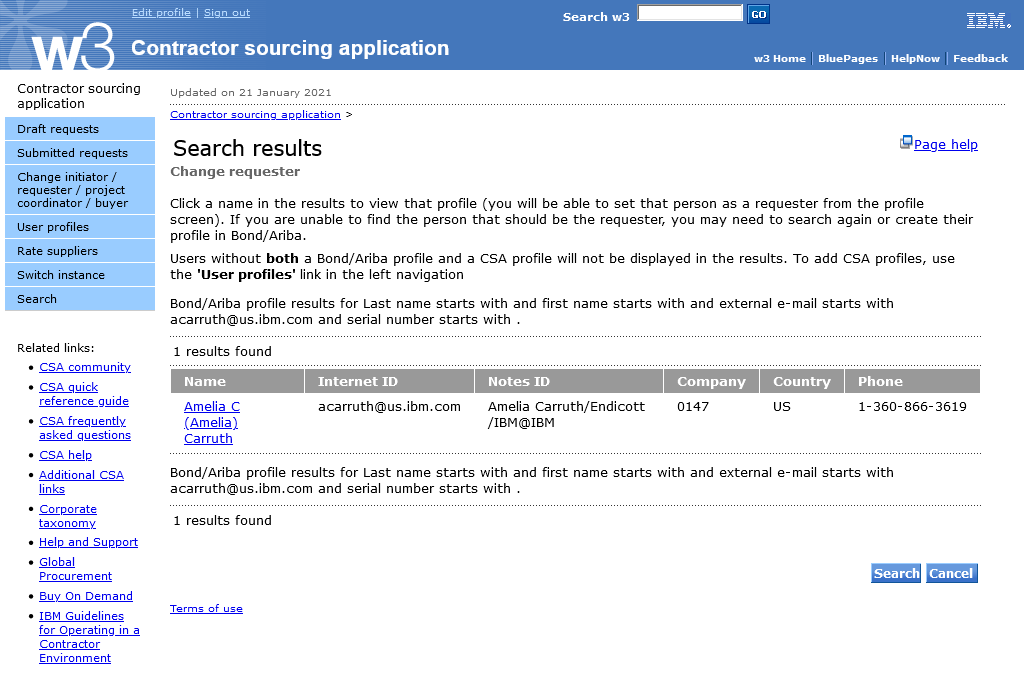 Edit profile | Sign out
Search w3
GO
IBM.
w3
Contractor sourcing application
w3 Home | BluePages | HelpNow | Feedback
Contractor sourcing
application
Draft requests
Submitted requests
Change initiator /
requester / project
coordinator / buyer
User profiles
Rate suppliers
Switch instance
Search
Related links:
• CSA community
• CSA quick
reference guide
• CSA frequently
asked questions
• CSA help
• Additional CSA
links
• Corporate
taxonomy
• Help and Support
• Global
Procurement
• Buy On Demand
• IBM Guidelines
for Operating in a
Contractor
Environment
Updated on 21 January 2021
Contractor sourcing application >
Search results
Page help
Change requester
Click a name in the results to view that profile (you will be able to set that person as a requester from the profile
screen). If you are unable to find the person that should be the requester, you may need to search again or create their
profile in Bond/Ariba.
Users without both a Bond/Ariba profile and a CSA profile will not be displayed in the results. To add CSA profiles, use
the 'User profiles' link in the left navigation
Bond/Ariba profile results for Last name starts with and first name starts with and external e-mail starts with
acarruth@us.ibm.com and serial number starts with .
1 results found
Name Internet ID Notes ID Company Country Phone
Amelia C acarruth@us.ibm.com Amelia Carruth/Endicott 0147 US 1-360-866-3619
(Amelia) /IBM@IBM
Carruth
Bond/Ariba profile results for Last name starts with and first name starts with and external e-mail starts with
acarruth@us.ibm.com and serial number starts with .
1 results found
Search Cancel
Terms of use